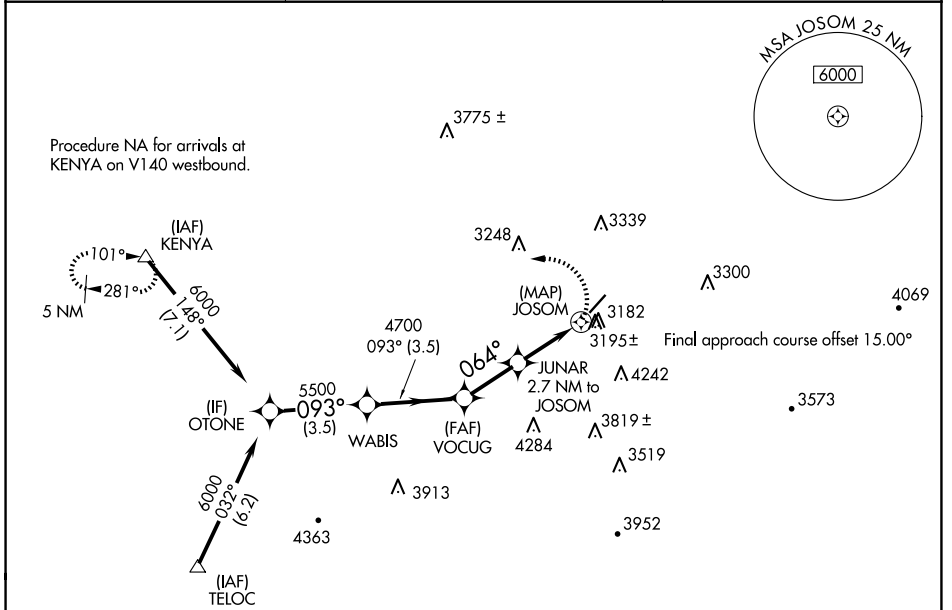 MSA JOSOM 25 NM
6000
3775 ±
Procedure NA for arrivals at
KENYA on V140 westbound.
(IAF)
KENYA
101°
281°
5 NM
6000
148°
(7.1)
3248
3339
3300
4069
(MAP)
JOSOM
3182
3195±
Final approach course offset 15.00°
4700
093° (3.5)
064°
JUNAR
2.7 NM to
JOSOM
4242
3573
(IF)
OTONE
5500
093°
(3.5)
WABIS
(FAF)
VOCUG
4284
3819 ±
3519
3913
3952
4363
6000
032°
(6.2)
(IAF)
TELOC